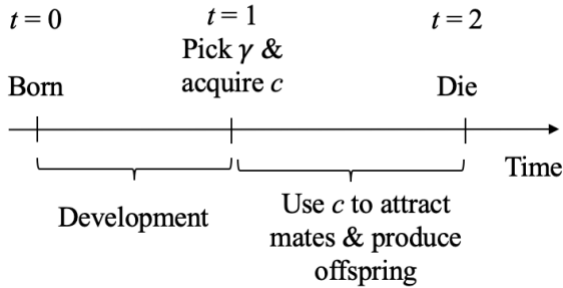 t = 0
t = 1
t = 2
Pick γ &
Born
acquire c
Die
Time
Development
Use c to attract
mates & produce
offspring